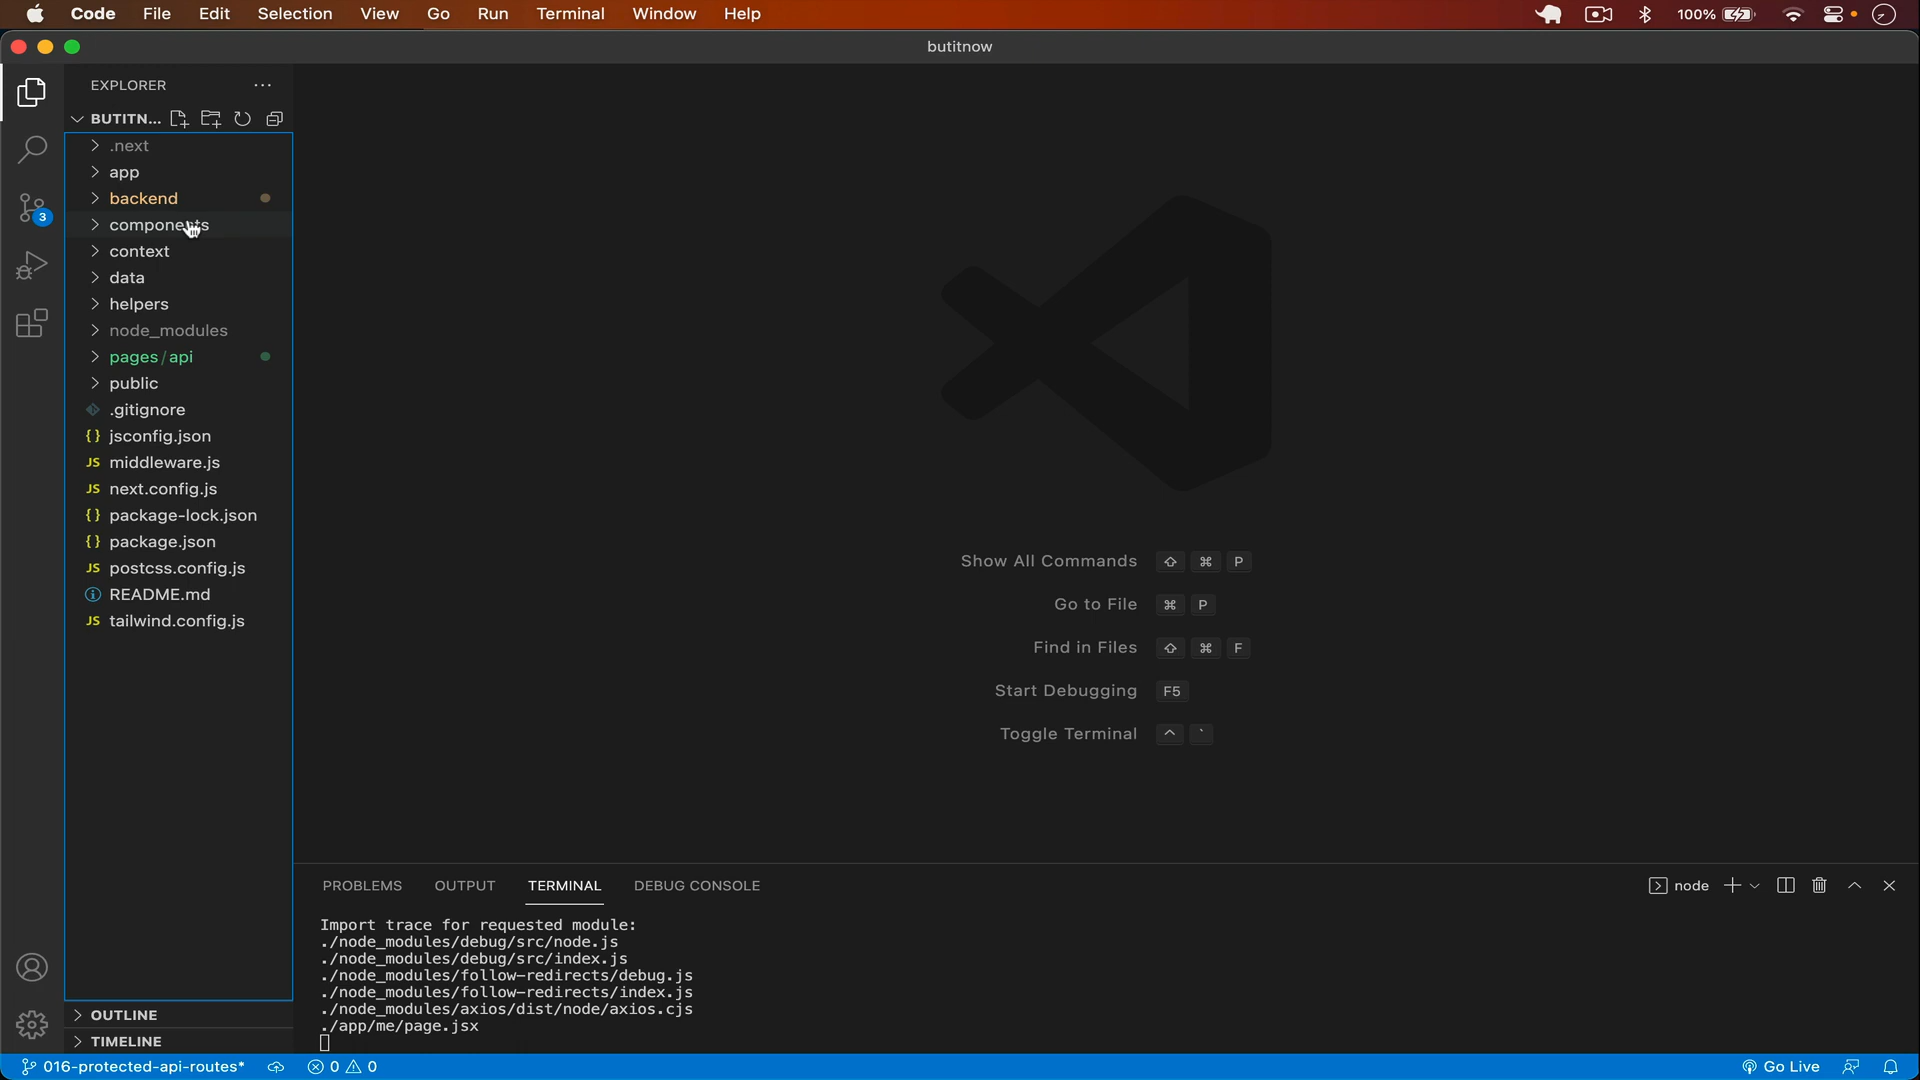 Code File Edit Selection View Go Run Terminal Window Help 100%
butitnow
EXPLORER
BUTITN...
.next
app
backend
components
context
data
helpers
node_modules
pages / api
public
.gitignore
jsconfig.json
middleware.js
next.config.js
package-lock.json
package.json
postcss.config.js
README.md
tailwind.config.js
OUTLINE
TIMELINE
3
Show All Commands ⇧ ⌘ P
Go to File ⌘ P
Find in Files ⇧ ⌘ F
Start Debugging F5
Toggle Terminal ^ `
PROBLEMS OUTPUT TERMINAL DEBUG CONSOLE node
Import trace for requested module:
./node_modules/debug/src/node.js
./node_modules/debug/src/index.js
./node_modules/follow-redirects/debug.js
./node_modules/follow-redirects/index.js
./node_modules/axios/dist/node/axios.cjs
./app/me/page.jsx
016-protected-api-routes* 0 0 Go Live